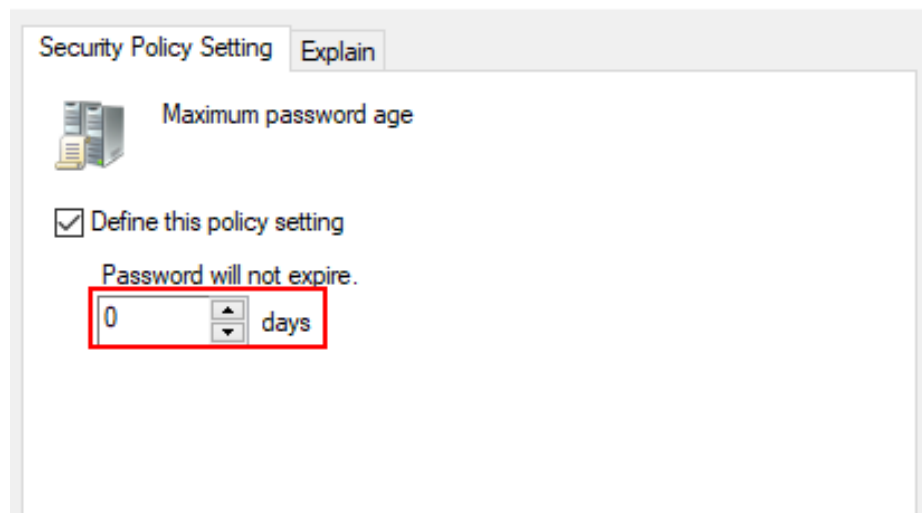 Security Policy Setting
Explain
Maximum password age
Define this policy setting
Password will not expire.
0 days